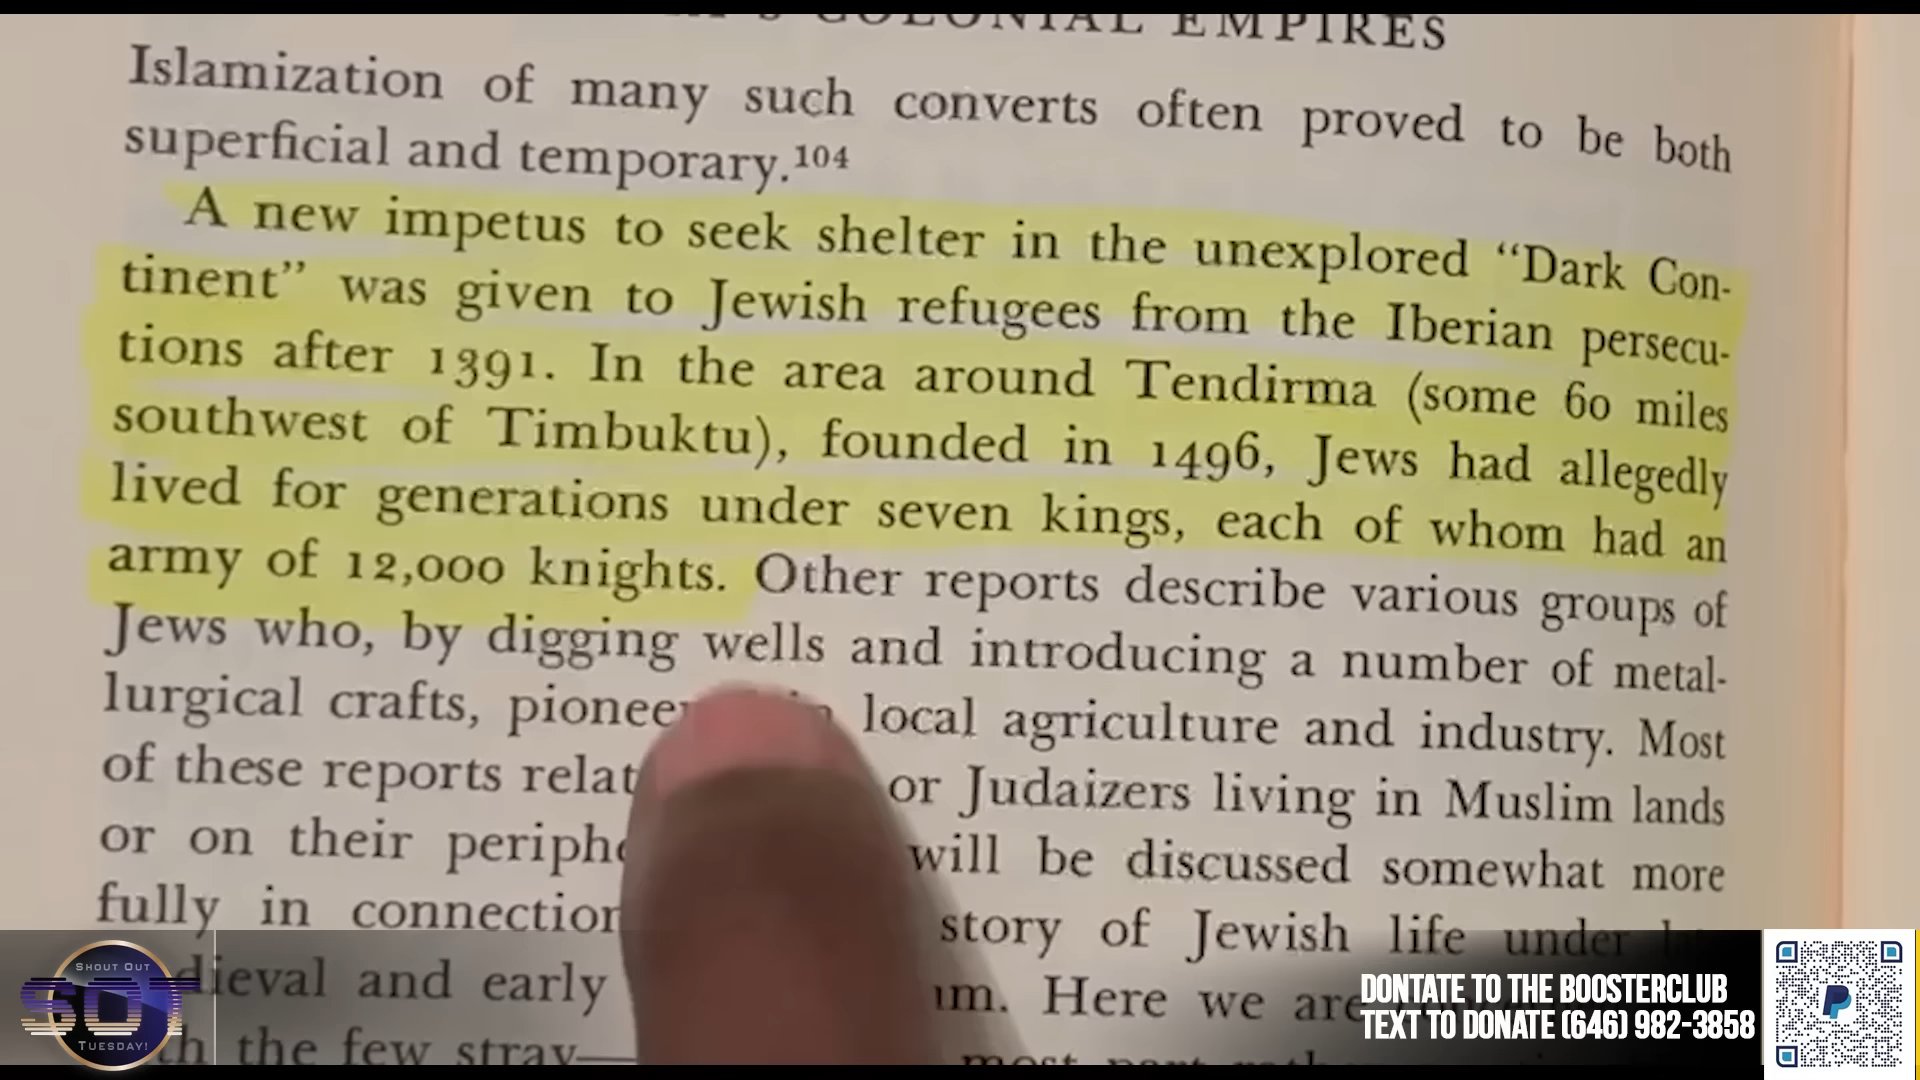 COLONIAL EMPIRES
Islamization of many such converts often proved to be both
superficial and temporary.104
A new impetus to seek shelter in the unexplored "Dark Con-
tinent" was given to Jewish refugees from the Iberian persecu-
tions after 1391. In the area around Tendirma (some 60 miles
southwest of Timbuktu), founded in 1496, Jews had allegedly
lived for generations under seven kings, each of whom had an
army of 12,000 knights. Other reports describe various groups of
Jews who, by digging wells and introducing a number of metal-
lurgical crafts, local agriculture and industry. Most
of these reports or Judaizers living in Muslim lands
or on their will be discussed somewhat more
fully in connection story of Jewish life under
and early Here we are
the few stray—
SHOUT OUT
SOT
TUESDAY!
DONTATE TO THE BOOSTERCLUB
TEXT TO DONATE (646) 982-3858